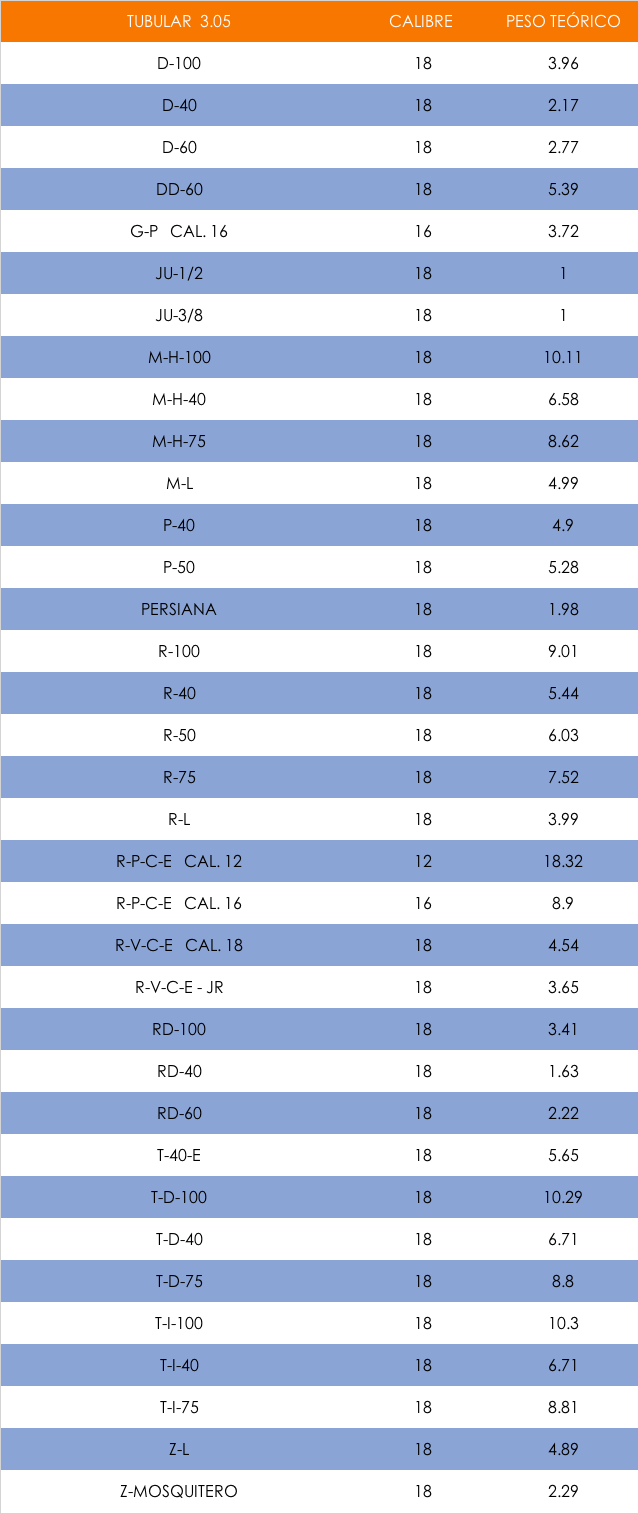 TUBULAR 3.05 CALIBRE PESO TEÓRICO
D-100 18 3.96
D-40 18 2.17
D-60 18 2.77
DD-60 18 5.39
G-P CAL. 16 16 3.72
JU-1/2 18 1
JU-3/8 18 1
M-H-100 18 10.11
M-H-40 18 6.58
M-H-75 18 8.62
M-L 18 4.99
P-40 18 4.9
P-50 18 5.28
PERSIANA 18 1.98
R-100 18 9.01
R-40 18 5.44
R-50 18 6.03
R-75 18 7.52
R-L 18 3.99
R-P-C-E CAL. 12 12 18.32
R-P-C-E CAL. 16 16 8.9
R-V-C-E CAL. 18 18 4.54
R-V-C-E - JR 18 3.65
RD-100 18 3.41
RD-40 18 1.63
RD-60 18 2.22
T-40-E 18 5.65
T-D-100 18 10.29
T-D-40 18 6.71
T-D-75 18 8.8
T-I-100 18 10.3
T-I-40 18 6.71
T-I-75 18 8.81
Z-L 18 4.89
Z-MOSQUITERO 18 2.29